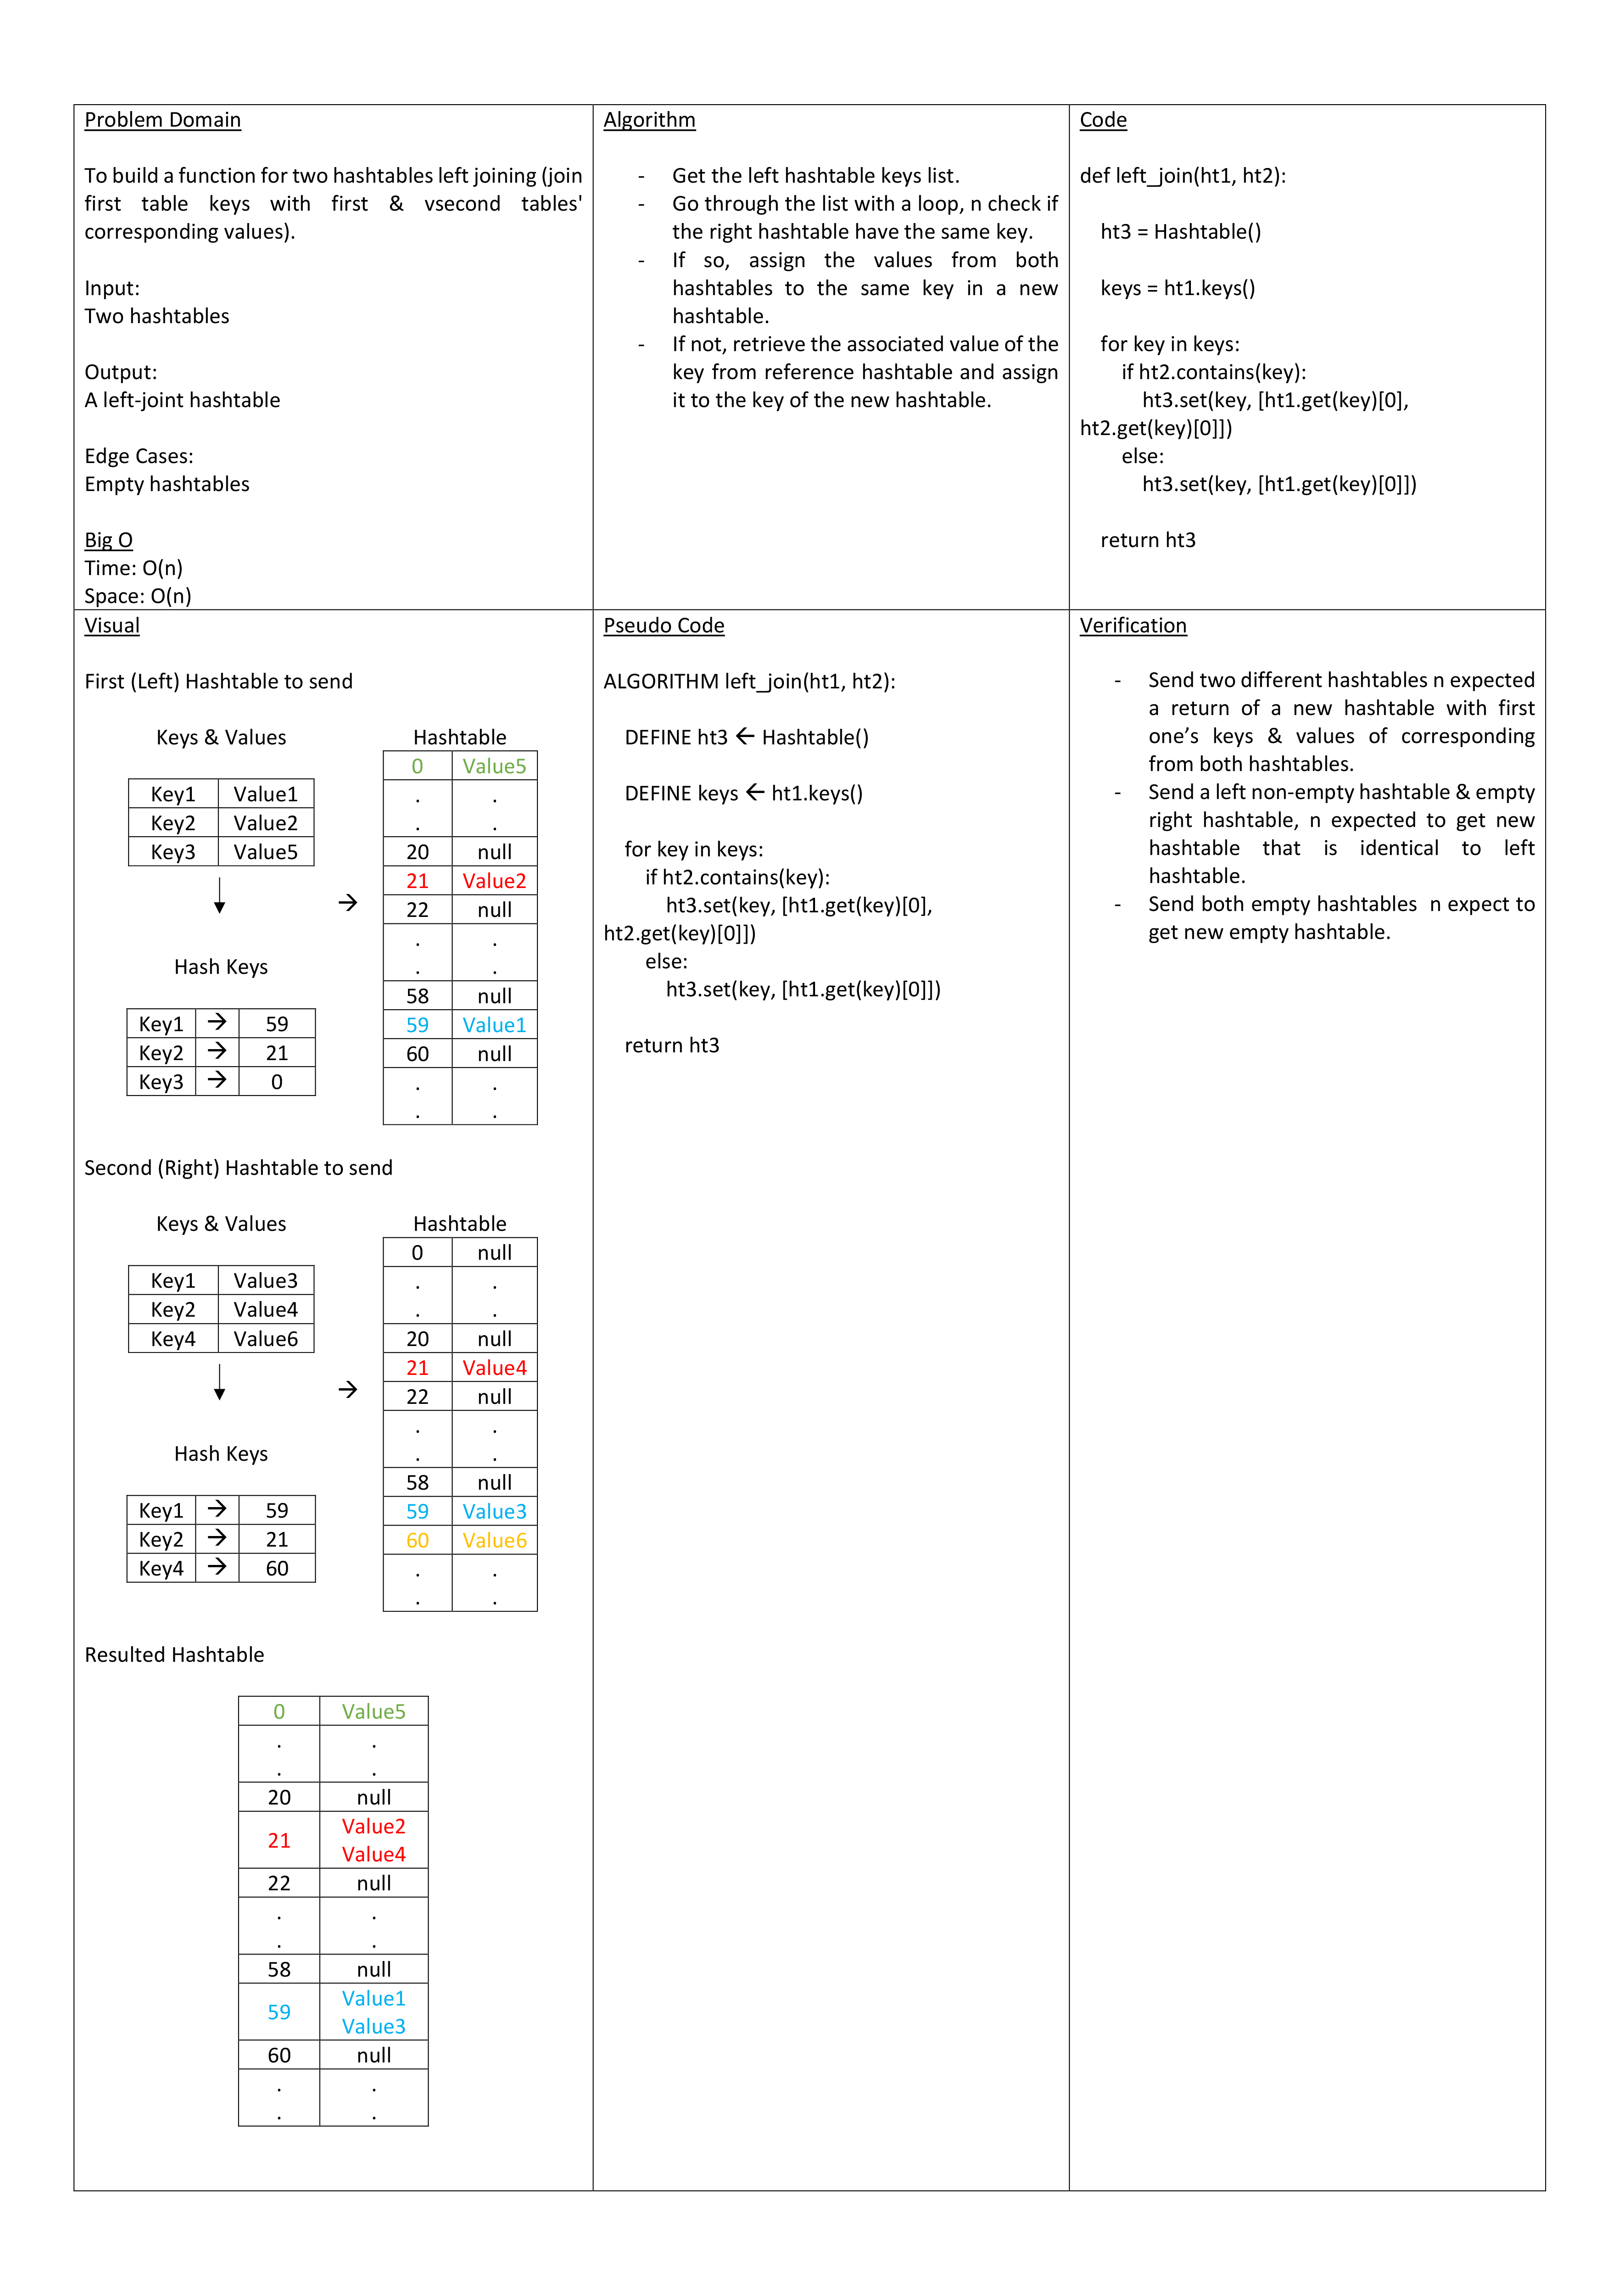 Problem Domain
To build a function for two hashtables left joining (join
first table keys with first & vsecond tables'
corresponding values).
Input:
Two hashtables
Output:
A left-joint hashtable
Edge Cases:
Empty hashtables
Big O
Time: O(n)
Space: O(n)
Algorithm
- Get the left hashtable keys list.
- Go through the list with a loop, n check if
the right hashtable have the same key.
- If so, assign the values from both
hashtables to the same key in a new
hashtable.
- If not, retrieve the associated value of the
key from reference hashtable and assign
it to the key of the new hashtable.
Code
def left_join(ht1, ht2):
ht3 = Hashtable()
keys = ht1.keys()
for key in keys:
if ht2.contains(key):
ht3.set(key, [ht1.get(key)[0],
ht2.get(key)[0]])
else:
ht3.set(key, [ht1.get(key)[0]])
return ht3
Visual
First (Left) Hashtable to send
Keys & Values
Key1 Value1
Key2 Value2
Key3 Value5
Hash Keys
Key1 → 59
Key2 → 21
Key3 → 0
→
Hashtable
0 Value5
. .
. .
20 null
21 Value2
22 null
. .
. .
58 null
59 Value1
60 null
. .
. .
Second (Right) Hashtable to send
Keys & Values
Key1 Value3
Key2 Value4
Key4 Value6
Hash Keys
Key1 → 59
Key2 → 21
Key4 → 60
→
Hashtable
0 null
. .
. .
20 null
21 Value4
22 null
. .
. .
58 null
59 Value3
60 Value6
. .
. .
Resulted Hashtable
0 Value5
. .
. .
20 null
21 Value2
Value4
22 null
. .
. .
58 null
59 Value1
Value3
60 null
. .
. .
Pseudo Code
ALGORITHM left_join(ht1, ht2):
DEFINE ht3 ← Hashtable()
DEFINE keys ← ht1.keys()
for key in keys:
if ht2.contains(key):
ht3.set(key, [ht1.get(key)[0],
ht2.get(key)[0]])
else:
ht3.set(key, [ht1.get(key)[0]])
return ht3
Verification
- Send two different hashtables n expected
a return of a new hashtable with first
one’s keys & values of corresponding
from both hashtables.
- Send a left non-empty hashtable & empty
right hashtable, n expected to get new
hashtable that is identical to left
hashtable.
- Send both empty hashtables n expect to
get new empty hashtable.